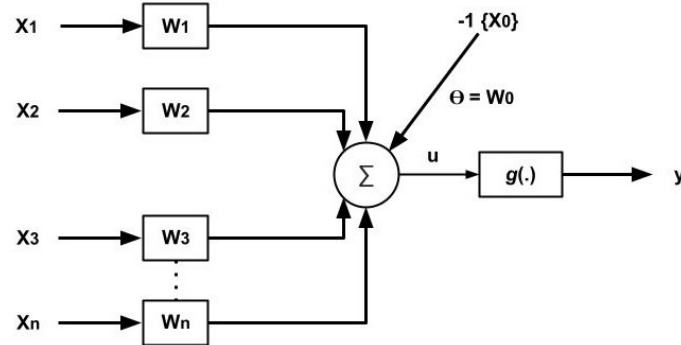 X1 W1 -1 {X0}
X2 W2 ϴ = W0
Σ u g(.) y
X3 W3
Xn Wn